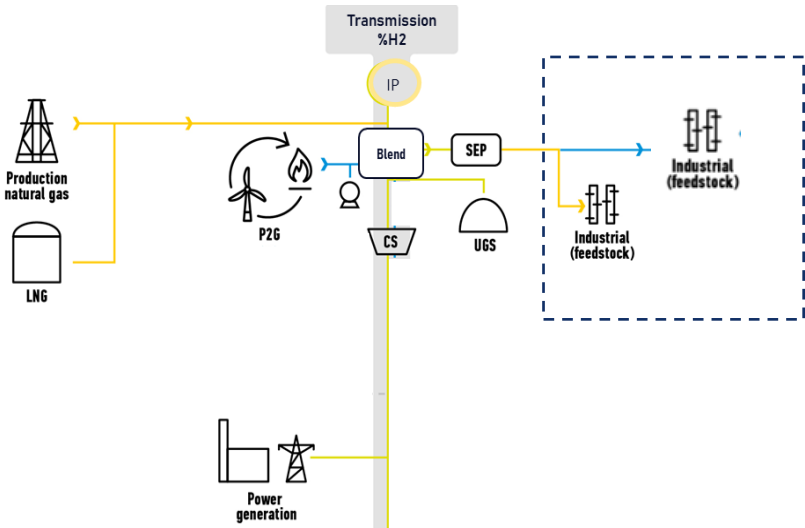 Transmission
%H2
IP
Production
natural gas
Blend
SEP
Industrial
(feedstock)
P2G
Industrial
(feedstock)
CS
UGS
LNG
Power
generation